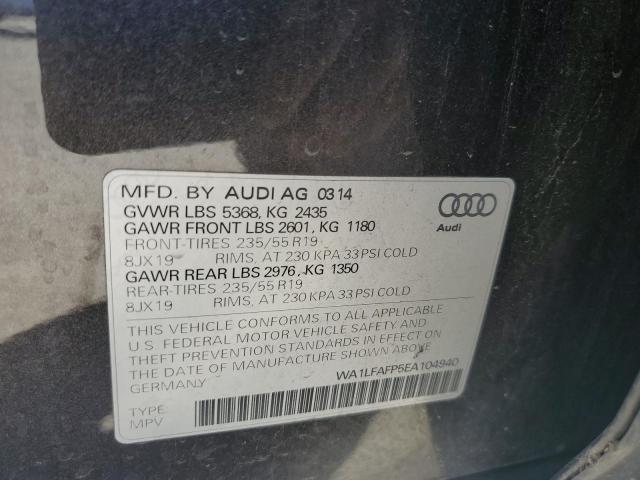 MFD. BY AUDI AG 0314
GVWR LBS 5368, KG 2435
GAWR FRONT LBS 2601, KG 1180
FRONT-TIRES 235/55 R19
8JX19 RIMS, AT 230 KPA 33 PSI COLD
GAWR REAR LBS 2976, KG 1350
REAR-TIRES 235/55 R19
8JX19 RIMS, AT 230 KPA 33 PSI COLD
THIS VEHICLE CONFORMS TO ALL APPLICABLE
U.S. FEDERAL MOTOR VEHICLE SAFETY AND
THEFT PREVENTION STANDARDS IN EFFECT ON
THE DATE OF MANUFACTURE SHOWN ABOVE
GERMANY
WA1LFAFP5EA104940
TYPE
MPV
Audi